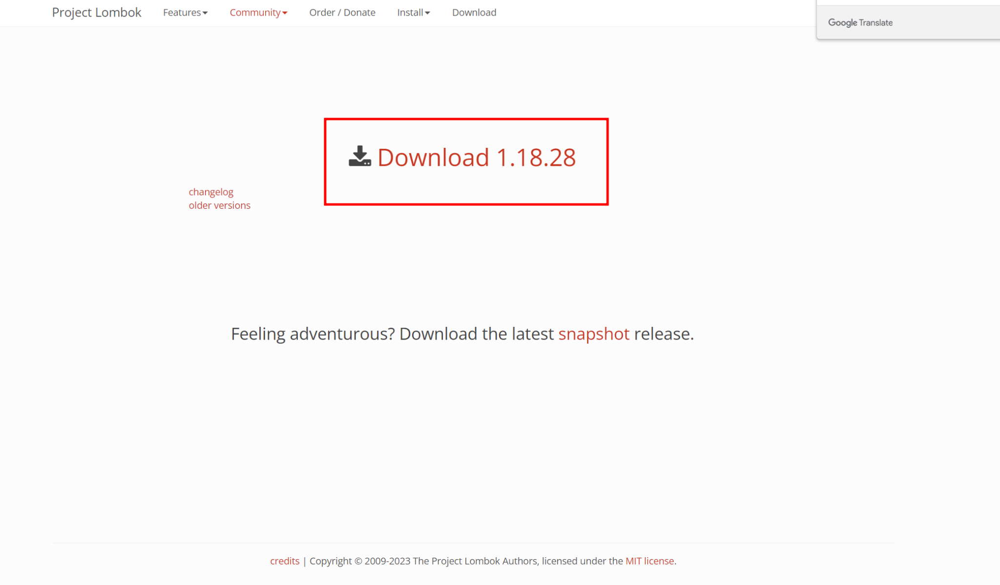 Project Lombok Features Community Order / Donate Install Download
Google Translate
Download 1.18.28
changelog
older versions
Feeling adventurous? Download the latest snapshot release.
credits | Copyright © 2009-2023 The Project Lombok Authors, licensed under the MIT license.